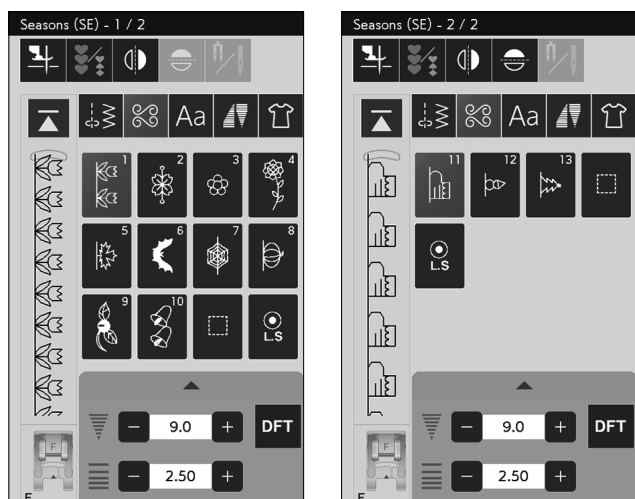 Seasons (SE) - 1 / 2
Aa
1 2 3 4
5 6 7 8
9 10
L.S
− 9.0 + DFT
F
− 2.50 +
F
Seasons (SE) - 2 / 2
Aa
11 12 13
L.S
− 9.0 + DFT
F
− 2.50 +
F